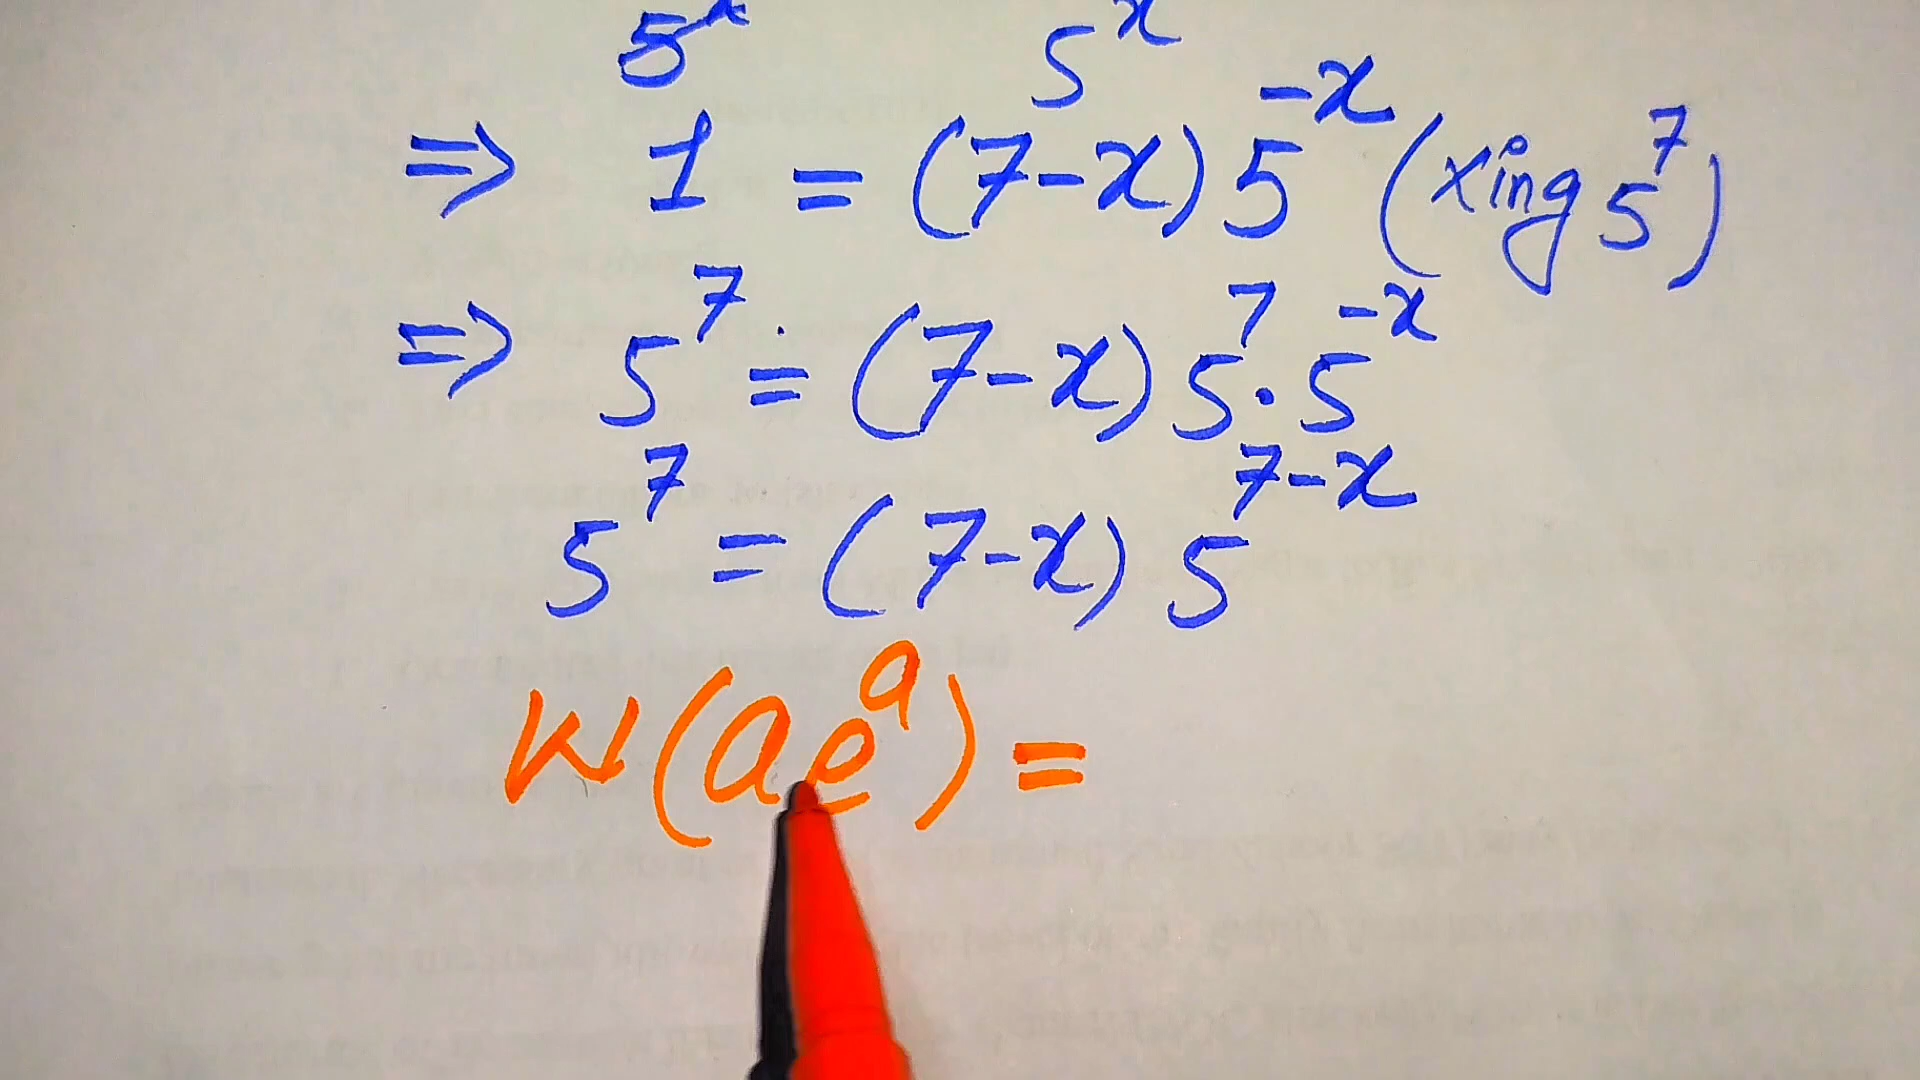 5^x 5^x
⇒ 1 = (7-x) 5^-x (xing 5^7)
⇒ 5^7 = (7-x) 5^7 · 5^-x
5^7 = (7-x) 5^7-x
W(ae^a) =